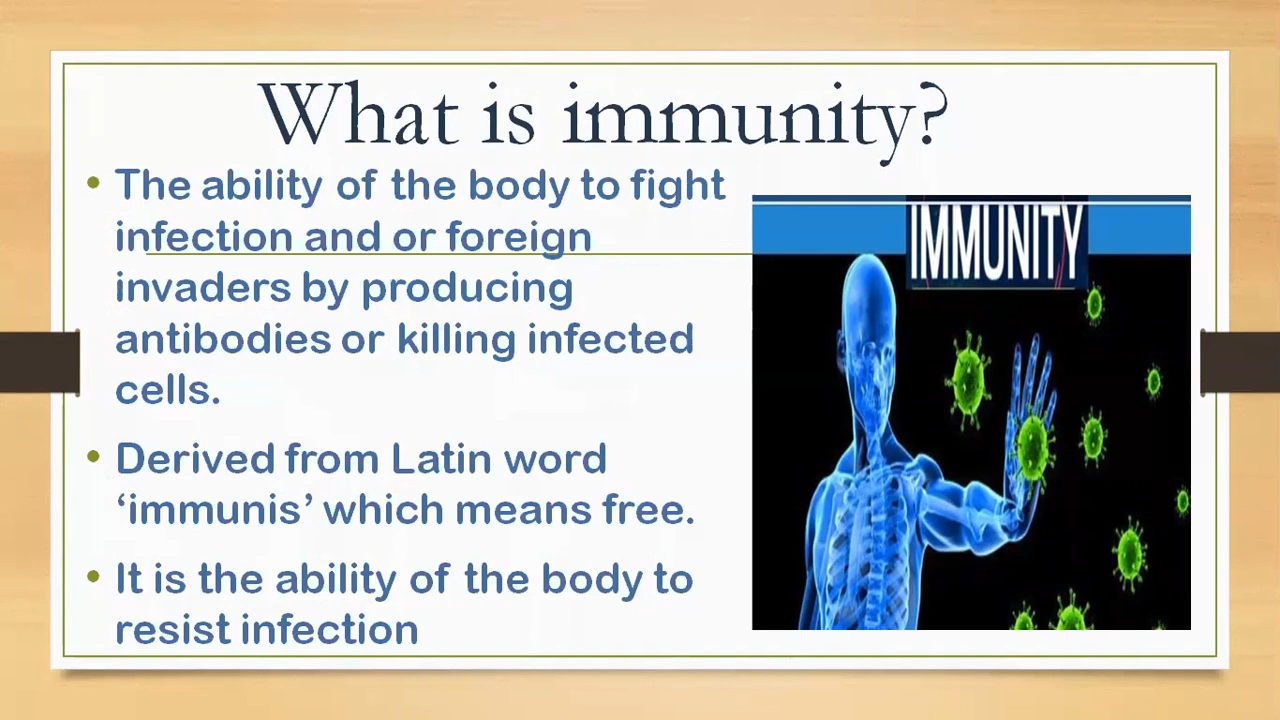 What is immunity?
• The ability of the body to fight
infection and or foreign
invaders by producing
antibodies or killing infected
cells.
• Derived from Latin word
‘immunis’ which means free.
• It is the ability of the body to
resist infection
IMMUNITY